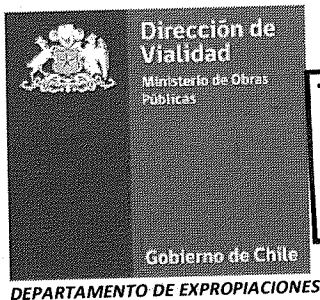 Dirección de
Vialidad
Ministerio de Obras
Públicas
Gobierno de Chile
DEPARTAMENTO DE EXPROPIACIONES